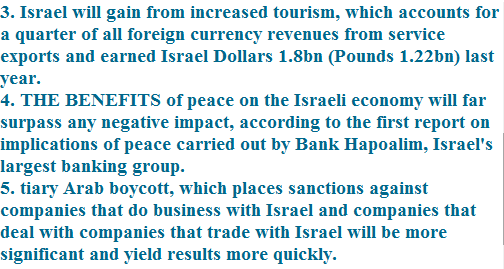 3. Israel will gain from increased tourism, which accounts for
a quarter of all foreign currency revenues from service
exports and earned Israel Dollars 1.8bn (Pounds 1.22bn) last
year.
4. THE BENEFITS of peace on the Israeli economy will far
surpass any negative impact, according to the first report on
implications of peace carried out by Bank Hapoalim, Israel's
largest banking group.
5. tiary Arab boycott, which places sanctions against
companies that do business with Israel and companies that
deal with companies that trade with Israel will be more
significant and yield results more quickly.